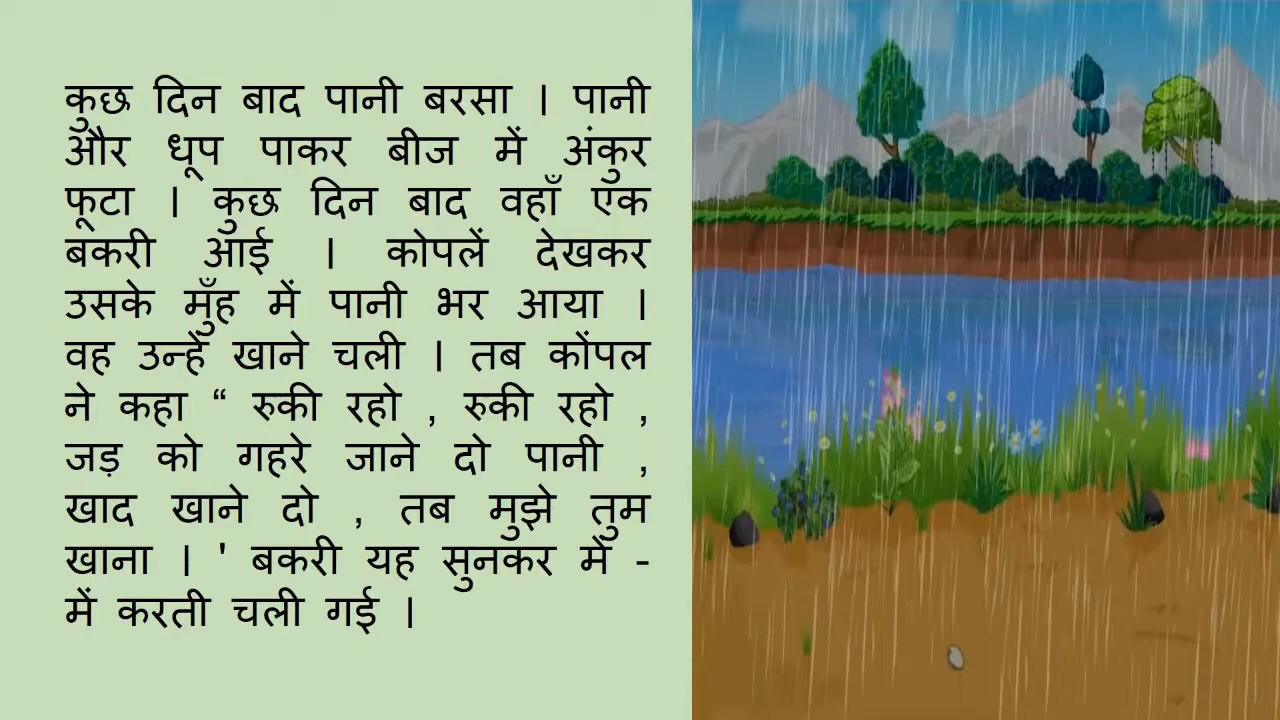 कुछ दिन बाद पानी बरसा । पानी
और धूप पाकर बीज में अंकुर
फूटा । कुछ दिन बाद वहाँ एक
बकरी आई । कोपलें देखकर
उसके मुँह में पानी भर आया ।
वह उन्हें खाने चली । तब कोंपल
ने कहा “ रुकी रहो , रुकी रहो ,
जड़ को गहरे जाने दो पानी ,
खाद खाने दो , तब मुझे तुम
खाना । ' बकरी यह सुनकर में -
में करती चली गई ।